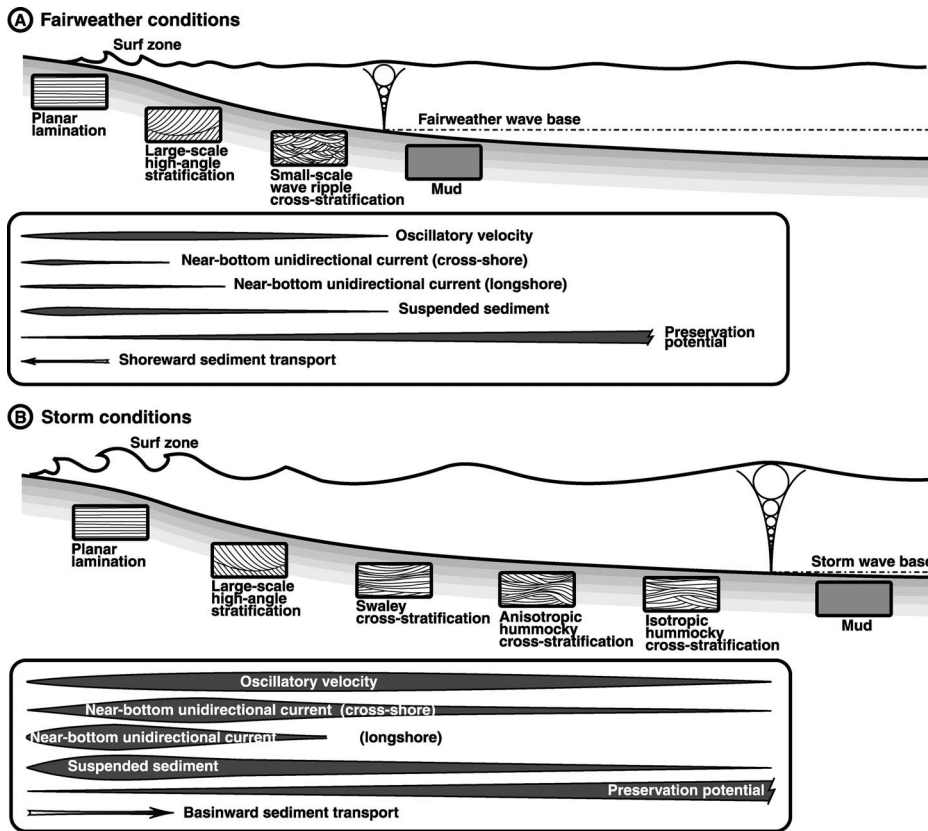 A Fairweather conditions
Surf zone
Planar
lamination
Large-scale
high-angle
stratification
Small-scale
wave ripple
cross-stratification
Fairweather wave base
Mud
Oscillatory velocity
Near-bottom unidirectional current (cross-shore)
Near-bottom unidirectional current (longshore)
Suspended sediment
Preservation
potential
Shoreward sediment transport
B Storm conditions
Surf zone
Planar
lamination
Large-scale
high-angle
stratification
Swaley
cross-stratification
Anisotropic
hummocky
cross-stratification
Isotropic
hummocky
cross-stratification
Storm wave base
Mud
Oscillatory velocity
Near-bottom unidirectional current (cross-shore)
Near-bottom unidirectional current (longshore)
Suspended sediment
Preservation potential
Basinward sediment transport